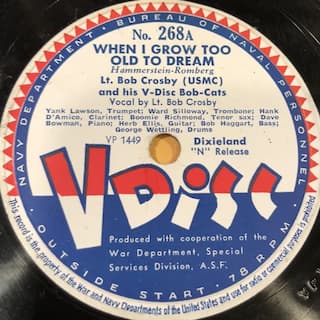 NAVY DEPARTMENT · BUREAU OF NAVAL PERSONNEL
No. 268A
WHEN I GROW TOO
OLD TO DREAM
Hammerstein-Romberg
Lt. Bob Crosby (USMC)
and his V-Disc Bob-Cats
Vocal by Lt. Bob Crosby
Yank Lawson, Trumpet; Ward Silloway, Trombone; Hank
D'Amico, Clarinet; Boomie Richmond, Tenor sax; Dave
Bowman, Piano; Herb Ellis, Guitar; Bob Haggart, Bass;
George Wettling, Drums
VP 1449
Dixieland
"N" Release
V DISC
Produced with cooperation of the
War Department, Special
Services Division, A.S.F.
OUTSIDE START · 78 RPM
This record is the property of the War and Navy Departments of the United States and use for radio or commercial purposes is prohibited